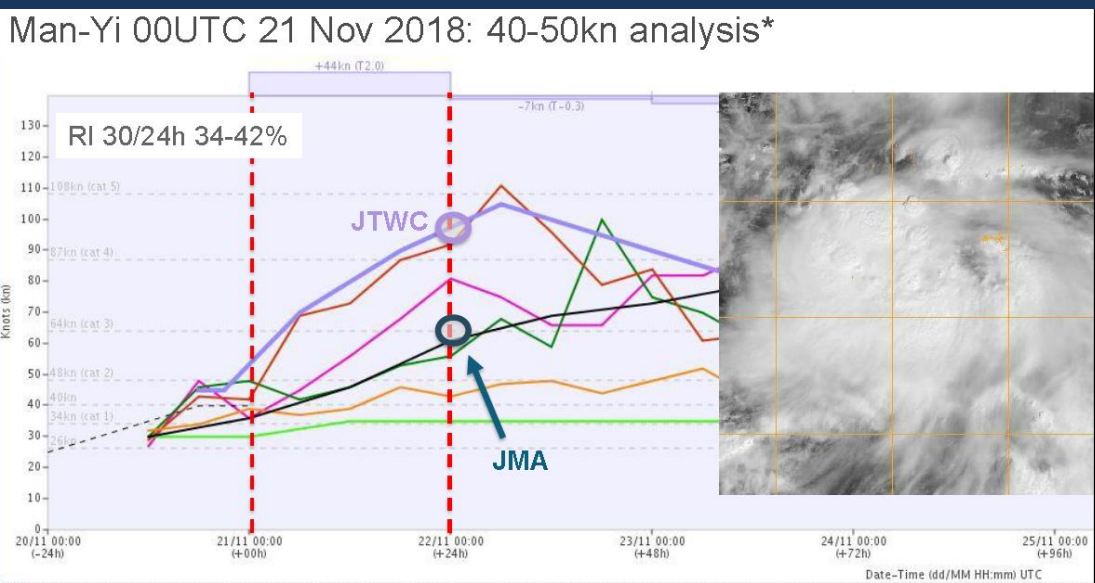 Man-Yi 00UTC 21 Nov 2018: 40-50kn analysis*
+44kn (T2.0)
-7kn (T-0.3)
RI 30/24h 34-42%
JTWC
JMA
Knots (kn)
130
120
110
100
90
80
70
60
50
40
30
20
10
0
108kn (cat 5)
87kn (cat 4)
64kn (cat 3)
48kn (cat 2)
40kn
34kn (cat 1)
26kn
20/11 00:00 21/11 00:00 22/11 00:00 23/11 00:00 24/11 00:00 25/11 00:00
(-24h) (+00h) (+24h) (+48h) (+72h) (+96h)
Date-Time (dd/MM HH:mm) UTC